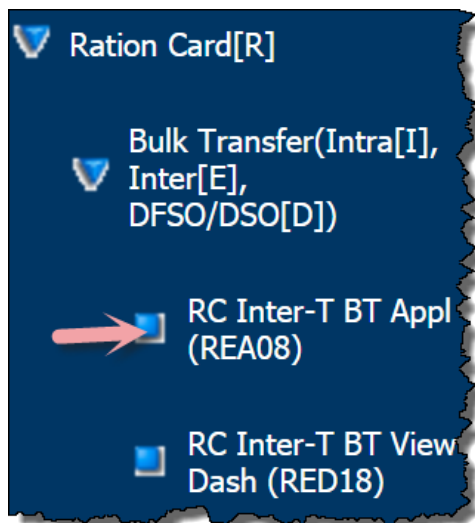 Ration Card[R]
Bulk Transfer(Intra[I],
Inter[E],
DFSO/DSO[D])
RC Inter-T BT Appl
(REA08)
RC Inter-T BT View
Dash (RED18)